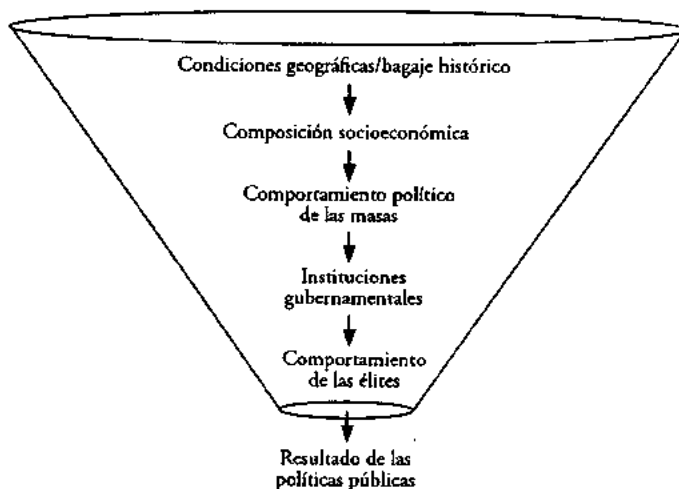 Condiciones geográficas/bagaje histórico
Composición socioeconómica
Comportamiento político
de las masas
Instituciones
gubernamentales
Comportamiento
de las élites
Resultado de las
políticas públicas